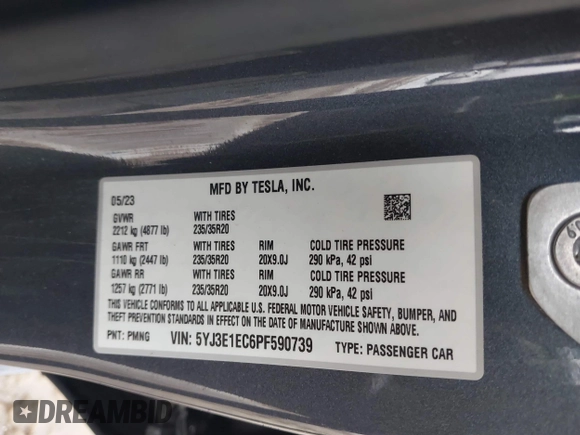 MFD BY TESLA, INC.
05/23
GVWR WITH TIRES
2212 kg (4877 lb) 235/35R20
GAWR FRT WITH TIRES RIM COLD TIRE PRESSURE
1110 kg (2447 lb) 235/35R20 20X9.0J 290 kPa, 42 psi
GAWR RR WITH TIRES RIM COLD TIRE PRESSURE
1257 kg (2771 lb) 235/35R20 20X9.0J 290 kPa, 42 psi
THIS VEHICLE CONFORMS TO ALL APPLICABLE U.S. FEDERAL MOTOR VEHICLE SAFETY, BUMPER, AND
THEFT PREVENTION STANDARDS IN EFFECT ON THE DATE OF MANUFACTURE SHOWN ABOVE.
PNT: PMNG VIN: 5YJ3E1EC6PF590739 TYPE: PASSENGER CAR
DREAMBID